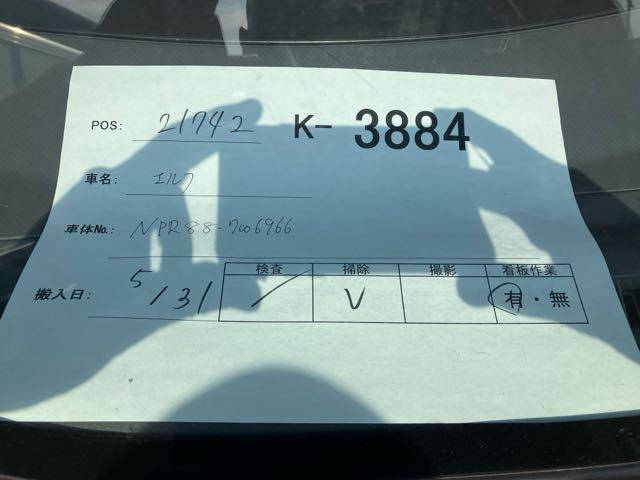 POS: 21742 K-3884
車名: エルフ
車体No.: NPR88-7006966
搬入日: 5/31
検査 掃除 撮影 看板作業
/ V 有・無